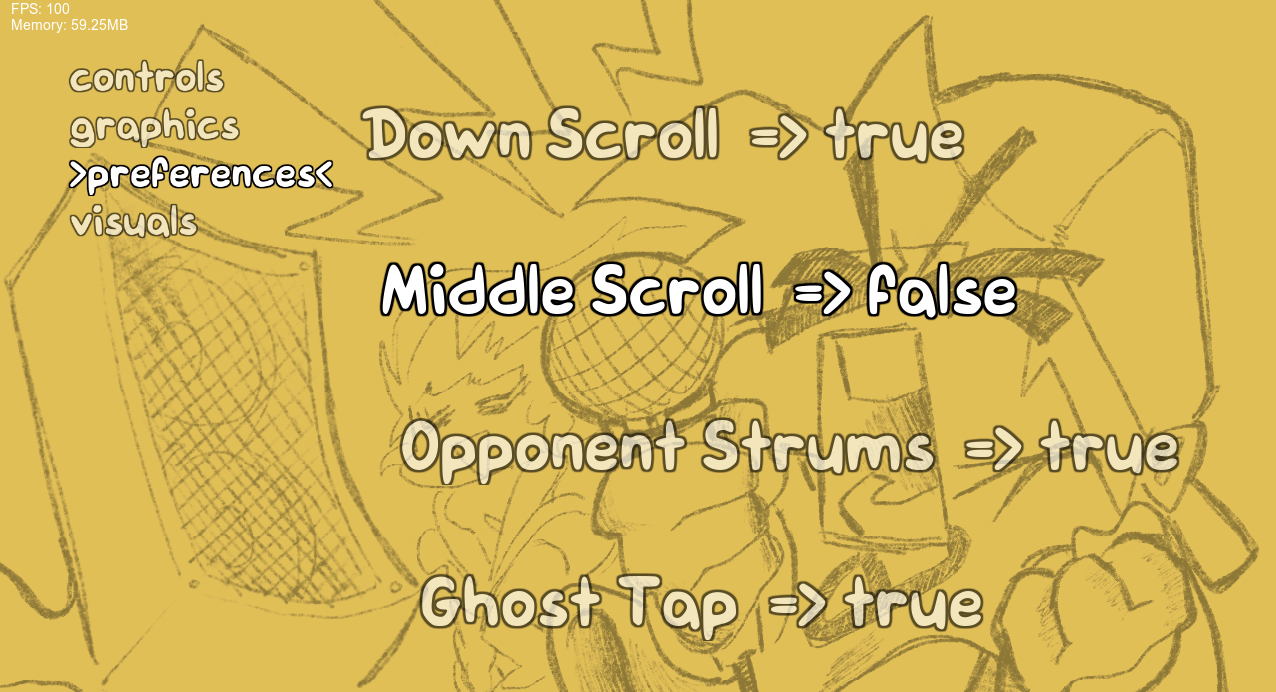 FPS: 100
Memory: 59.25MB
controls
graphics
>preferences<
visuals
Down Scroll => true
Middle Scroll => false
Opponent Strums => true
Ghost Tap => true